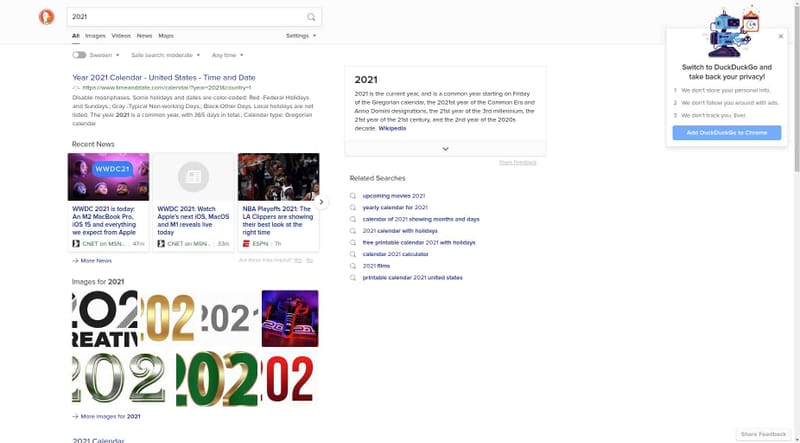 2021
All Images Videos News Maps Settings
Sweden Safe search: moderate Any time
Year 2021 Calendar - United States - Time and Date
https://www.timeanddate.com/calendar/?year=2021&country=1
Disable moonphases. Some holidays and dates are color-coded: Red -Federal Holidays
and Sundays.; Gray -Typical Non-working Days.; Black-Other Days. Local holidays are not
listed. The year 2021 is a common year, with 365 days in total.; Calendar type: Gregorian
calendar
Recent News
WWDC21
WWDC 2021 is today:
An M2 MacBook Pro,
iOS 15 and everything
we expect from Apple
CNET on MSN...
WWDC 2021: Watch
Apple's next iOS, MacOS
and M1 reveals live
today
CNET on MSN... 33m
NBA Playoffs 2021: The
LA Clippers are showing
their best look at the
right time
ESPN 7h
More News
Are these links helpful? Yes No
Images for 2021
202
CREATIV
202
2021
2021
202
2021
202
More Images for 2021
2021 Calendar
2021
2021 is the current year, and is a common year starting on Friday
of the Gregorian calendar, the 2021st year of the Common Era and
Anno Domini designations, the 21st year of the 3rd millennium, the
21st year of the 21st century, and the 2nd year of the 2020s
decade. Wikipedia
Share Feedback
Related Searches
upcoming movies 2021
yearly calendar for 2021
calendar of 2021 showing months and days
2021 calendar with holidays
free printable calendar 2021 with holidays
calendar 2021 calculator
2021 films
printable calendar 2021 united states
Switch to DuckDuckGo and
take back your privacy!
1 We don't store your personal info.
2 We don't follow you around with ads.
3 We don't track you. Ever.
Add DuckDuckGo to Chrome
Share Feedback